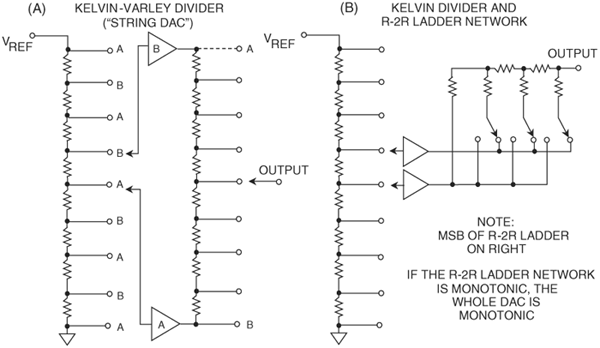 (A) KELVIN-VARLEY DIVIDER
("STRING DAC")
VREF
A
B
A
B
A
B
A
B
A
B
A
A
B
OUTPUT
(B) KELVIN DIVIDER AND
R-2R LADDER NETWORK
VREF
OUTPUT
NOTE:
MSB OF R-2R LADDER
ON RIGHT
IF THE R-2R LADDER NETWORK
IS MONOTONIC, THE
WHOLE DAC IS
MONOTONIC